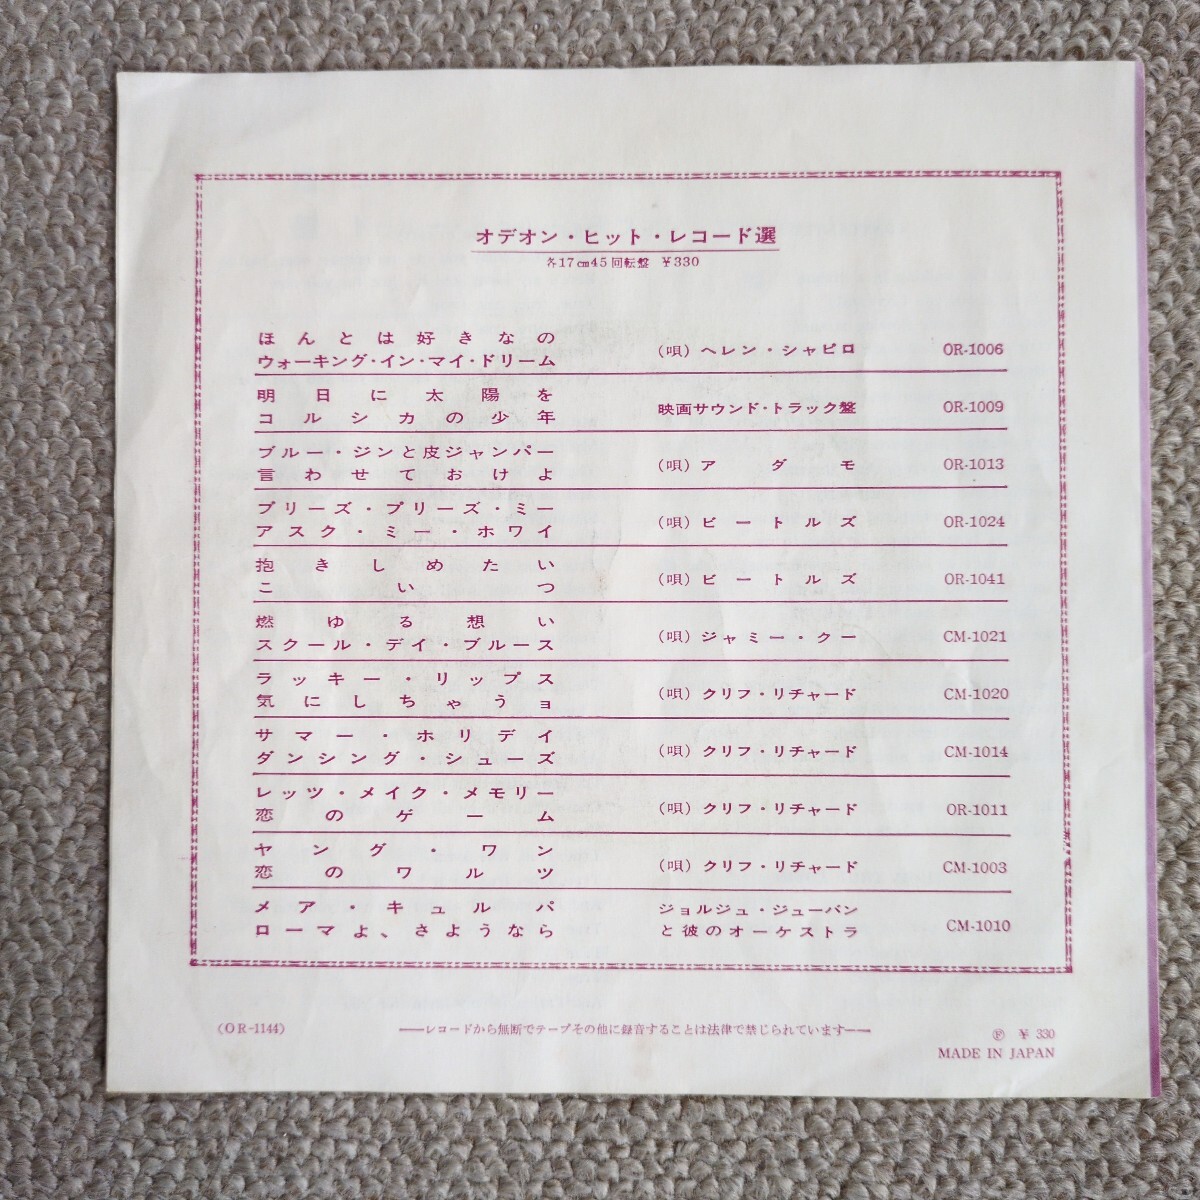 オデオン・ヒット・レコード選
各17cm45回転盤 ¥330
ほんとは好きなの
ウォーキング・イン・マイ・ドリーム
(唄) ヘレン・シャピロ
OR-1006
明日に太陽を
コルシカの少年
映画サウンド・トラック盤
OR-1009
ブルー・ジンと皮ジャンパー
言わせておけよ
(唄) アダモ
OR-1013
プリーズ・プリーズ・ミー
アスク・ミー・ホワイ
(唄) ビートルズ
OR-1024
抱きしめたい
こいつ
(唄) ビートルズ
OR-1041
燃ゆる想い
スクール・デイ・ブルース
(唄) ジャミー・クー
CM-1021
ラッキー・リップス
気にしちゃうョ
(唄) クリフ・リチャード
CM-1020
サマー・ホリデイ
ダンシング・シューズ
(唄) クリフ・リチャード
CM-1014
レッツ・メイク・メモリー
恋のゲーム
(唄) クリフ・リチャード
OR-1011
ヤング・ワン
恋のワルツ
(唄) クリフ・リチャード
CM-1003
メア・キュルパ
ローマよ、さようなら
ジョルジュ・ジューバン
と彼のオーケストラ
CM-1010
(OR-1144)
──レコードから無断でテープその他に録音することは法律で禁じられています──
Ⓟ ¥ 330
MADE IN JAPAN